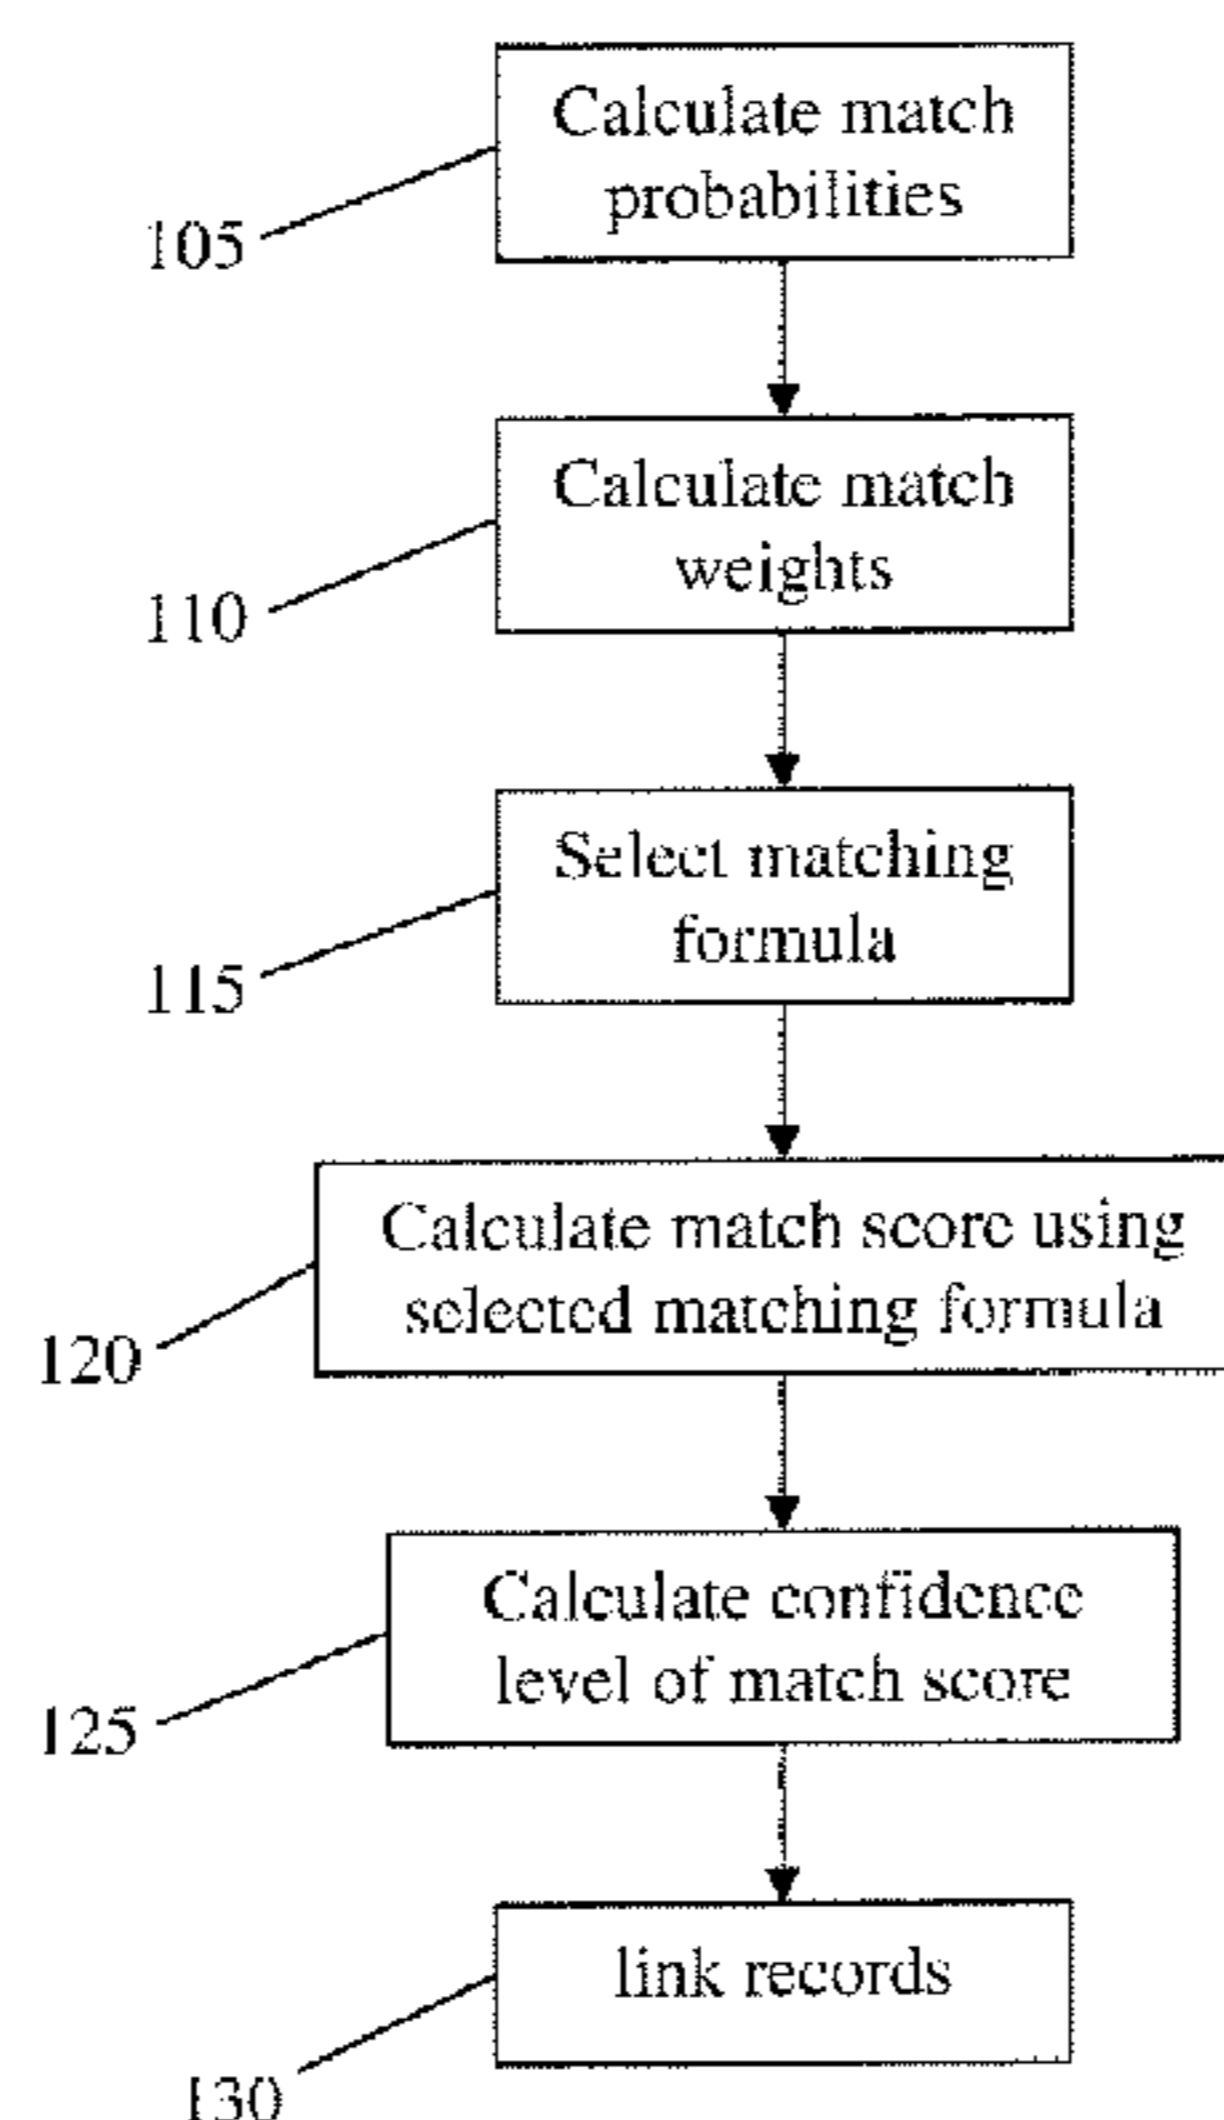 Calculate match
probabilities
105
Calculate match
weights
110
Select matching
formula
115
Calculate match score using
selected matching formula
120
Calculate confidence
level of match score
125
link records
130